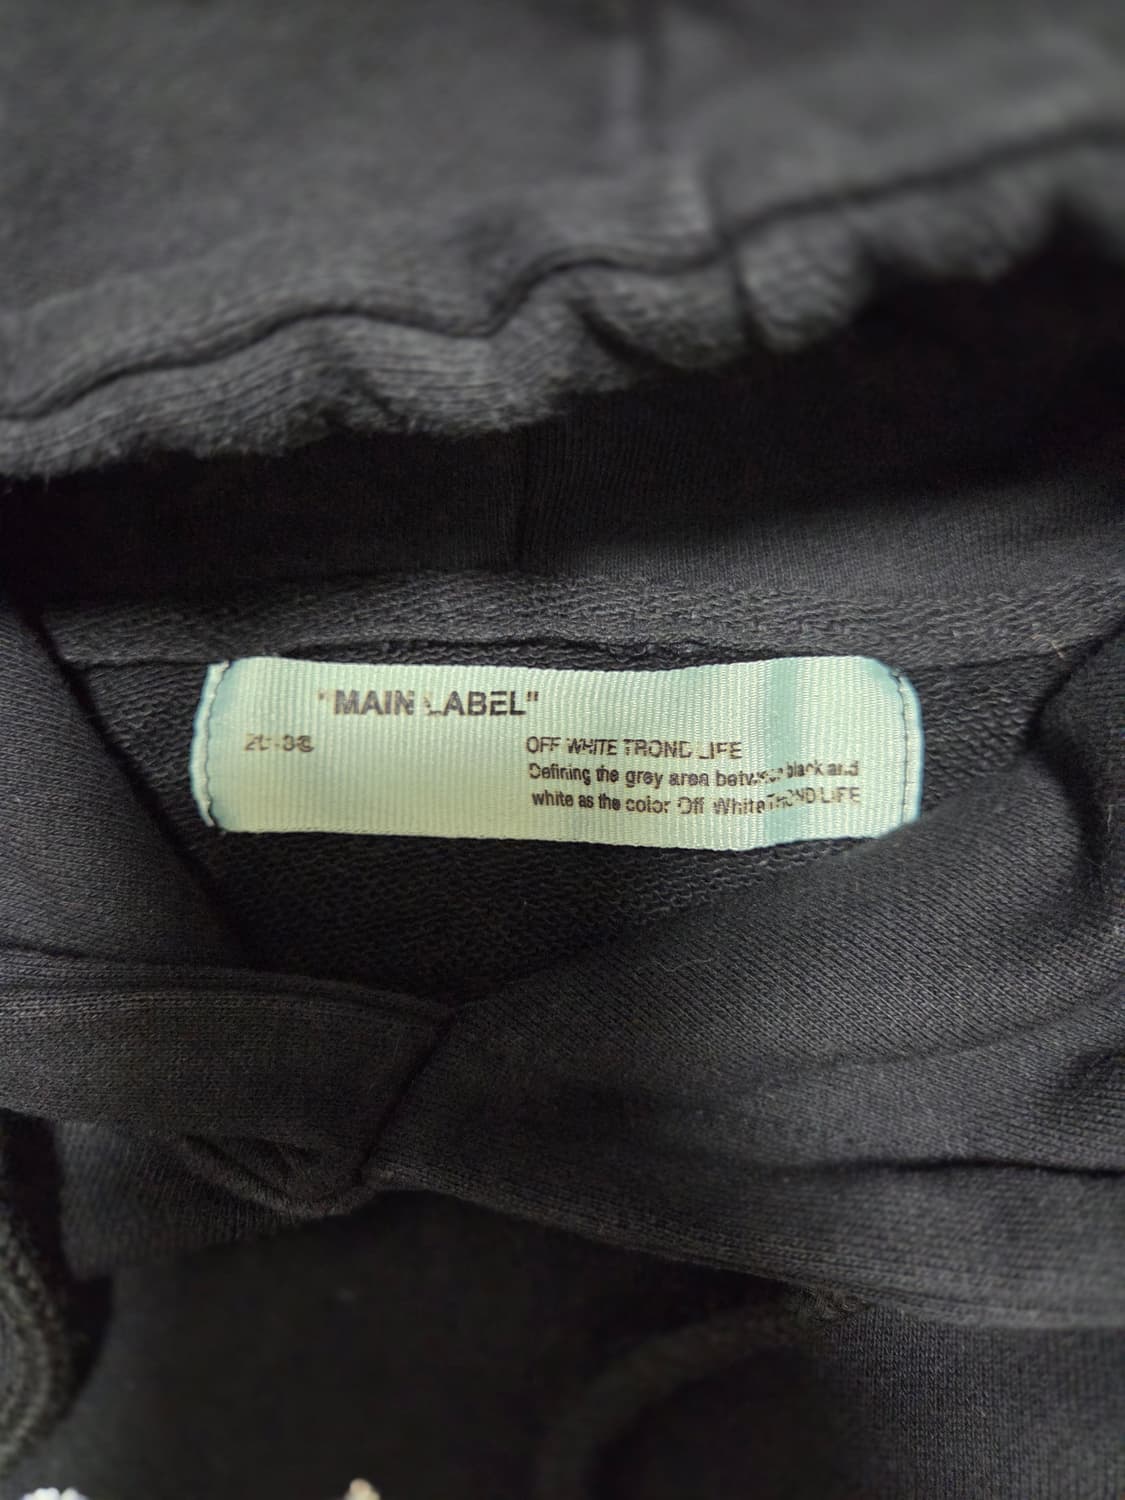 "MAIN LABEL"
OFF WHITE TROND LIFE
Defining the grey area between black and
white as the color Off White TROND LIFE